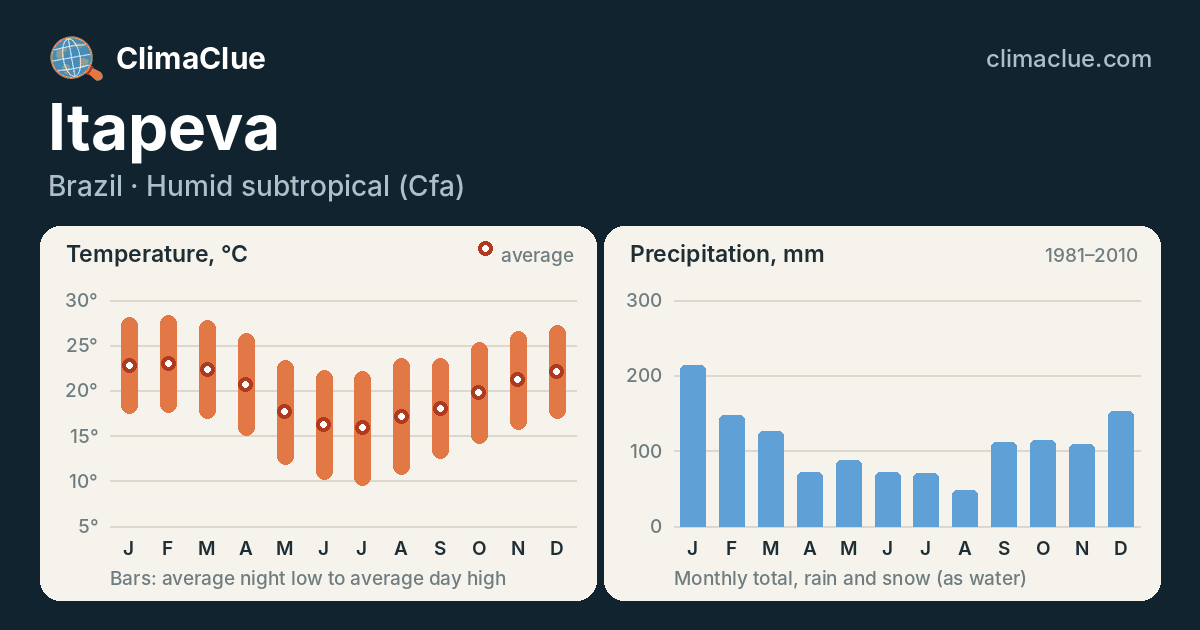 ClimaClue
climaclue.com
Itapeva
Brazil · Humid subtropical (Cfa)
Temperature, °C
average
30°
25°
20°
15°
10°
5°
J F M A M J J A S O N D
Bars: average night low to average day high
Precipitation, mm
1981–2010
300
200
100
0
J F M A M J J A S O N D
Monthly total, rain and snow (as water)